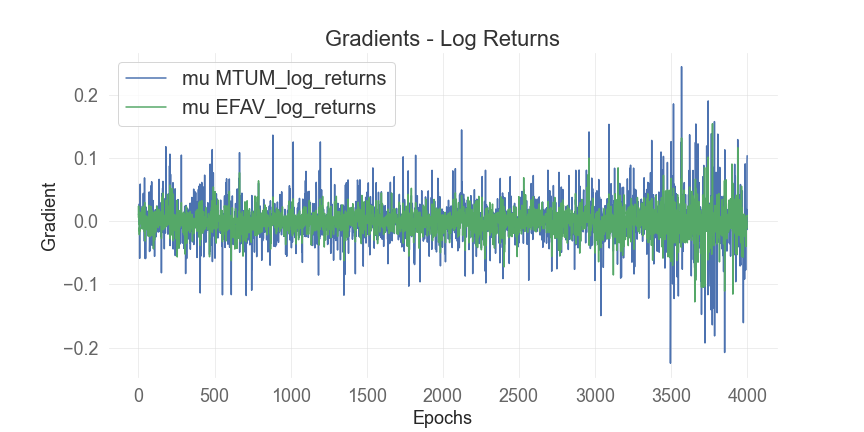 Gradients - Log Returns
mu MTUM_log_returns
mu EFAV_log_returns
Gradient
0.2
0.1
0.0
−0.1
−0.2
0 500 1000 1500 2000 2500 3000 3500 4000
Epochs